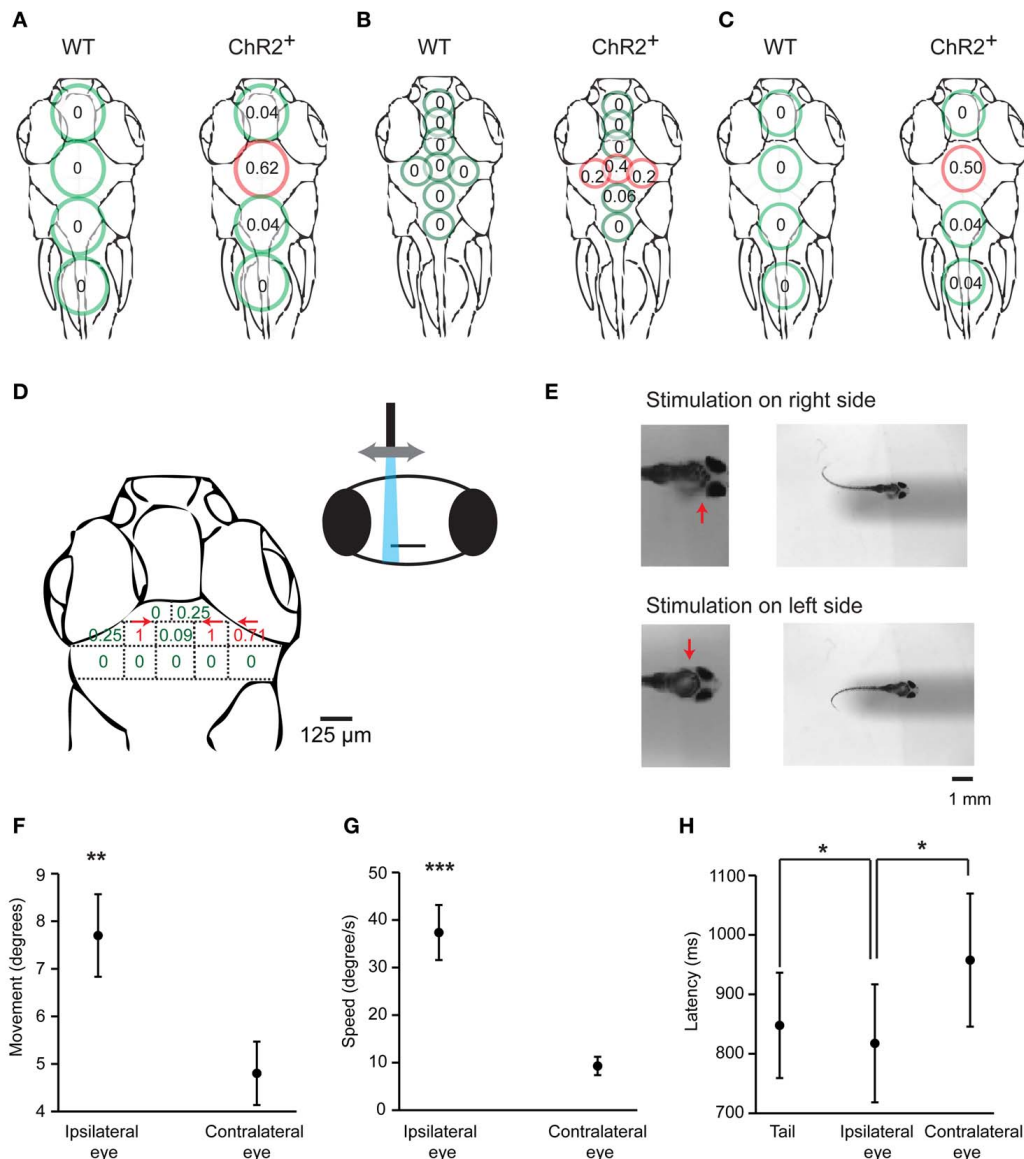 A
B
C
WT
ChR2+
WT
ChR2+
WT
ChR2+
0
0
0
0
0.04
0.62
0.04
0
0
0
0
0
0
0
0
0
0
0
0
0.2
0.4
0.2
0.06
0
0
0
0
0
0
0.50
0.04
0.04
D
E
0
0.25
0.25
1
0.09
1
0.71
0
0
0
0
0
125 µm
Stimulation on right side
Stimulation on left side
1 mm
F
G
H
**
9
8
7
6
5
4
Movement (degrees)
Ipsilateral
eye
Contralateral
eye
***
50
40
30
20
10
0
Speed (degree/s)
Ipsilateral
eye
Contralateral
eye
*
*
1100
1000
900
800
700
Latency (ms)
Tail
Ipsilateral
eye
Contralateral
eye